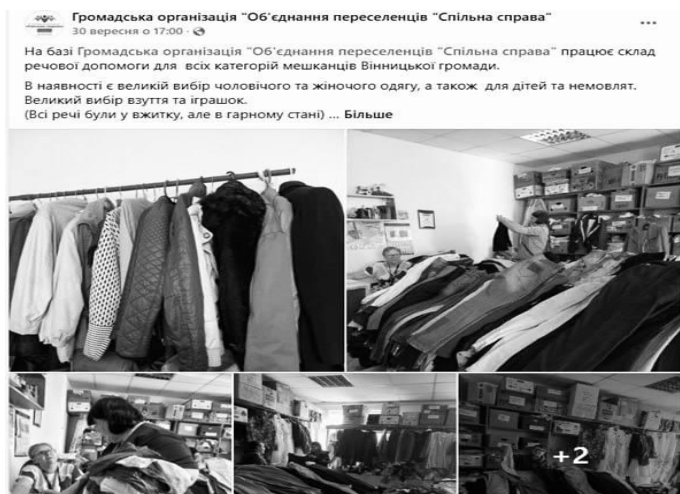 Громадська організація "Об'єднання переселенців "Спільна справа"
30 вересня о 17:00 ·
На базі Громадська організація "Об'єднання переселенців "Спільна справа" працює склад
речової допомоги для всіх категорій мешканців Вінницької громади.
В наявності є великій вибір чоловічого та жіночого одягу, а також для дітей та немовлят.
Великий вибір взуття та іграшок.
(Всі речі були у вжитку, але в гарному стані) ... Більше
+2